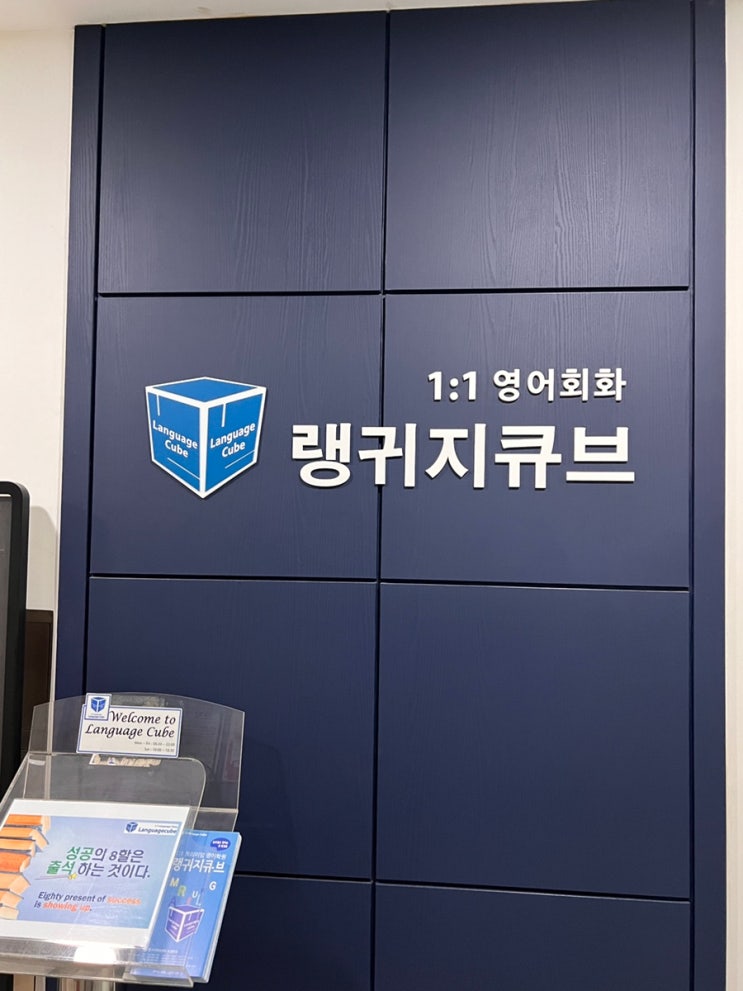 1:1 영어회화
랭귀지큐브
Language
Cube
Language
Cube
Welcome to
Language Cube
Languagecube
성공의 8할은
출석 하는 것이다.
Eighty present of success
is showing up.
랭귀지큐브